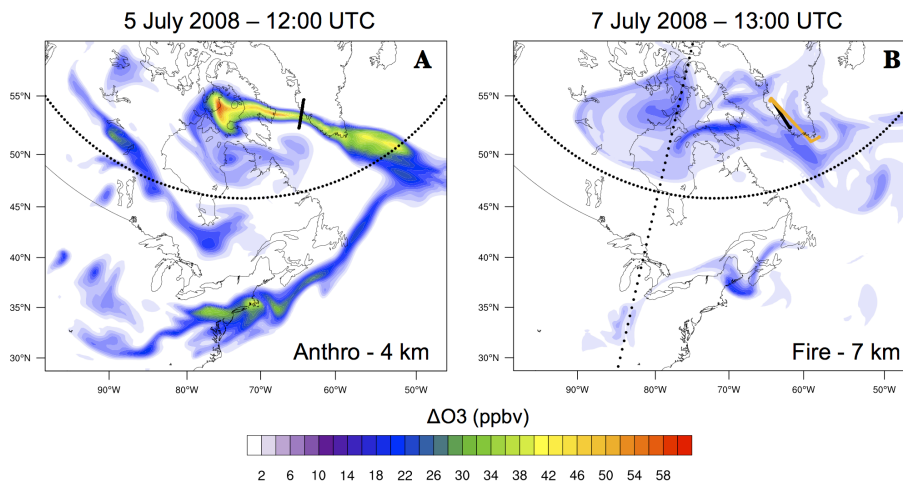 5 July 2008 – 12:00 UTC
7 July 2008 – 13:00 UTC
A
B
55°N
50°N
45°N
40°N
35°N
30°N
55°N
50°N
45°N
40°N
35°N
30°N
Anthro - 4 km
Fire - 7 km
90°W 80°W 70°W 60°W 50°W
90°W 80°W 70°W 60°W 50°W
ΔO3 (ppbv)
2 6 10 14 18 22 26 30 34 38 42 46 50 54 58